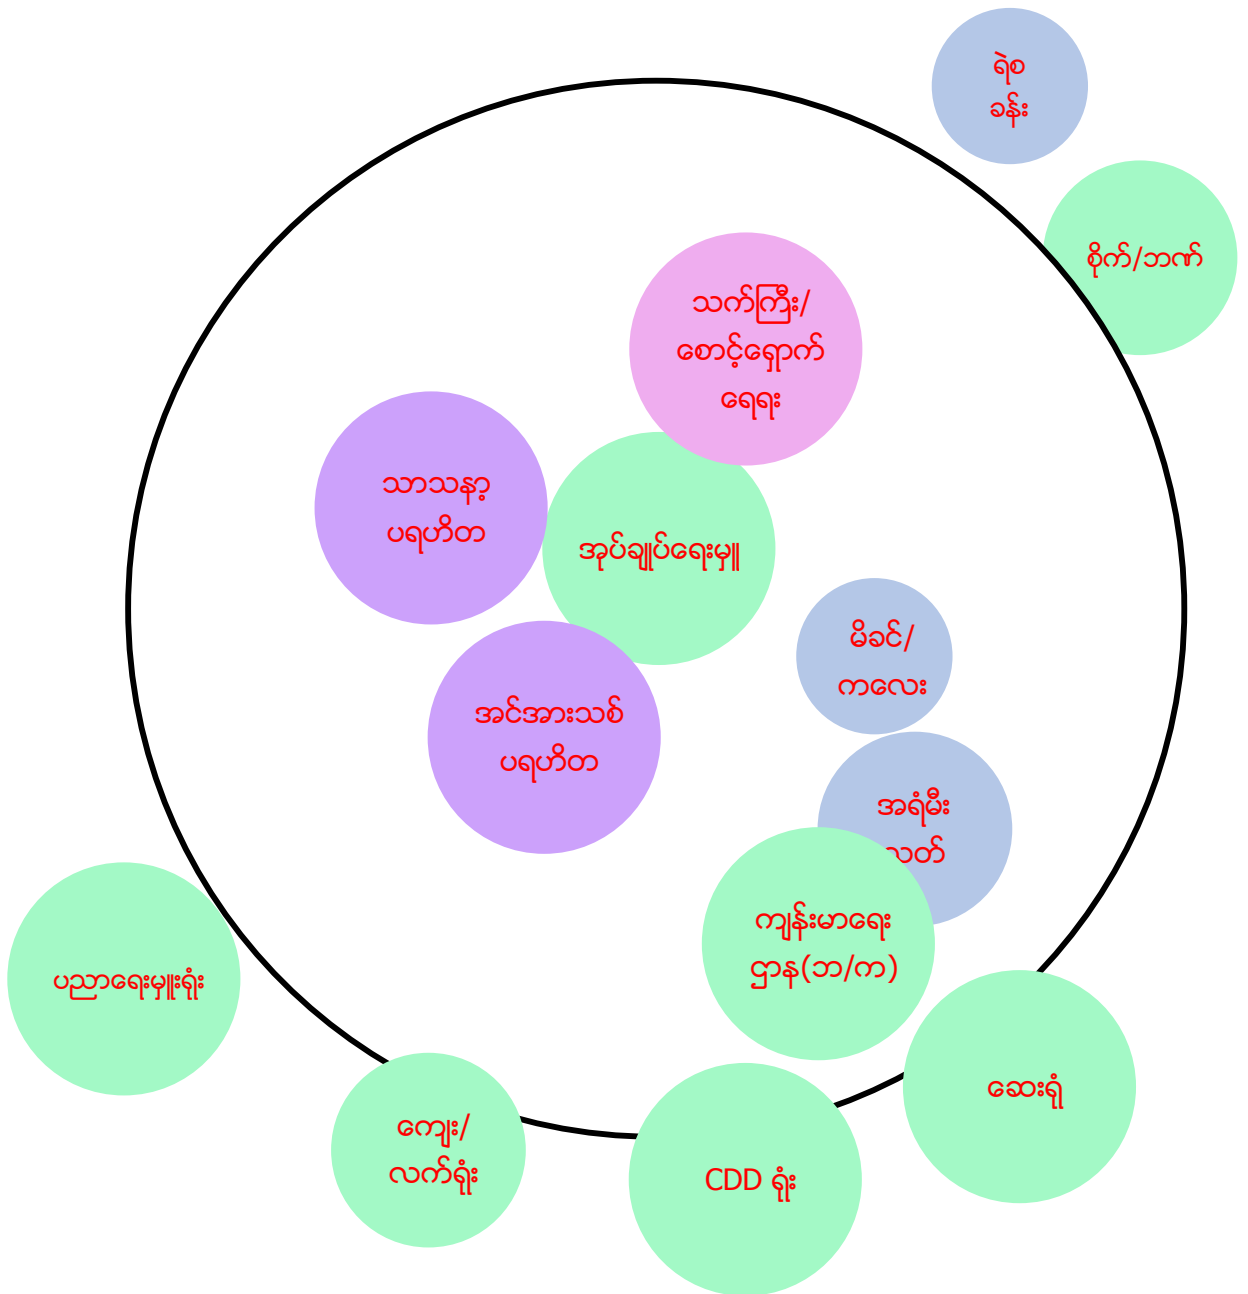 ရဲစ
ခန်း
စိုက်/ဘဏ်
သက်ကြီး/
စောင့်ရှောက်
ရေရး
သာသနာ့
ပရဟိတ
အုပ်ချုပ်ရေးမှူ
မိခင်/
ကလေး
အင်အားသစ်
ပရဟိတ
အရံမီး
သတ်
ကျန်းမာရေး
ဌာန(ဘ/က)
ပညာရေးမှူးရုံး
ဆေးရုံ
ကျေး/
လက်ရုံး
CDD ရုံး